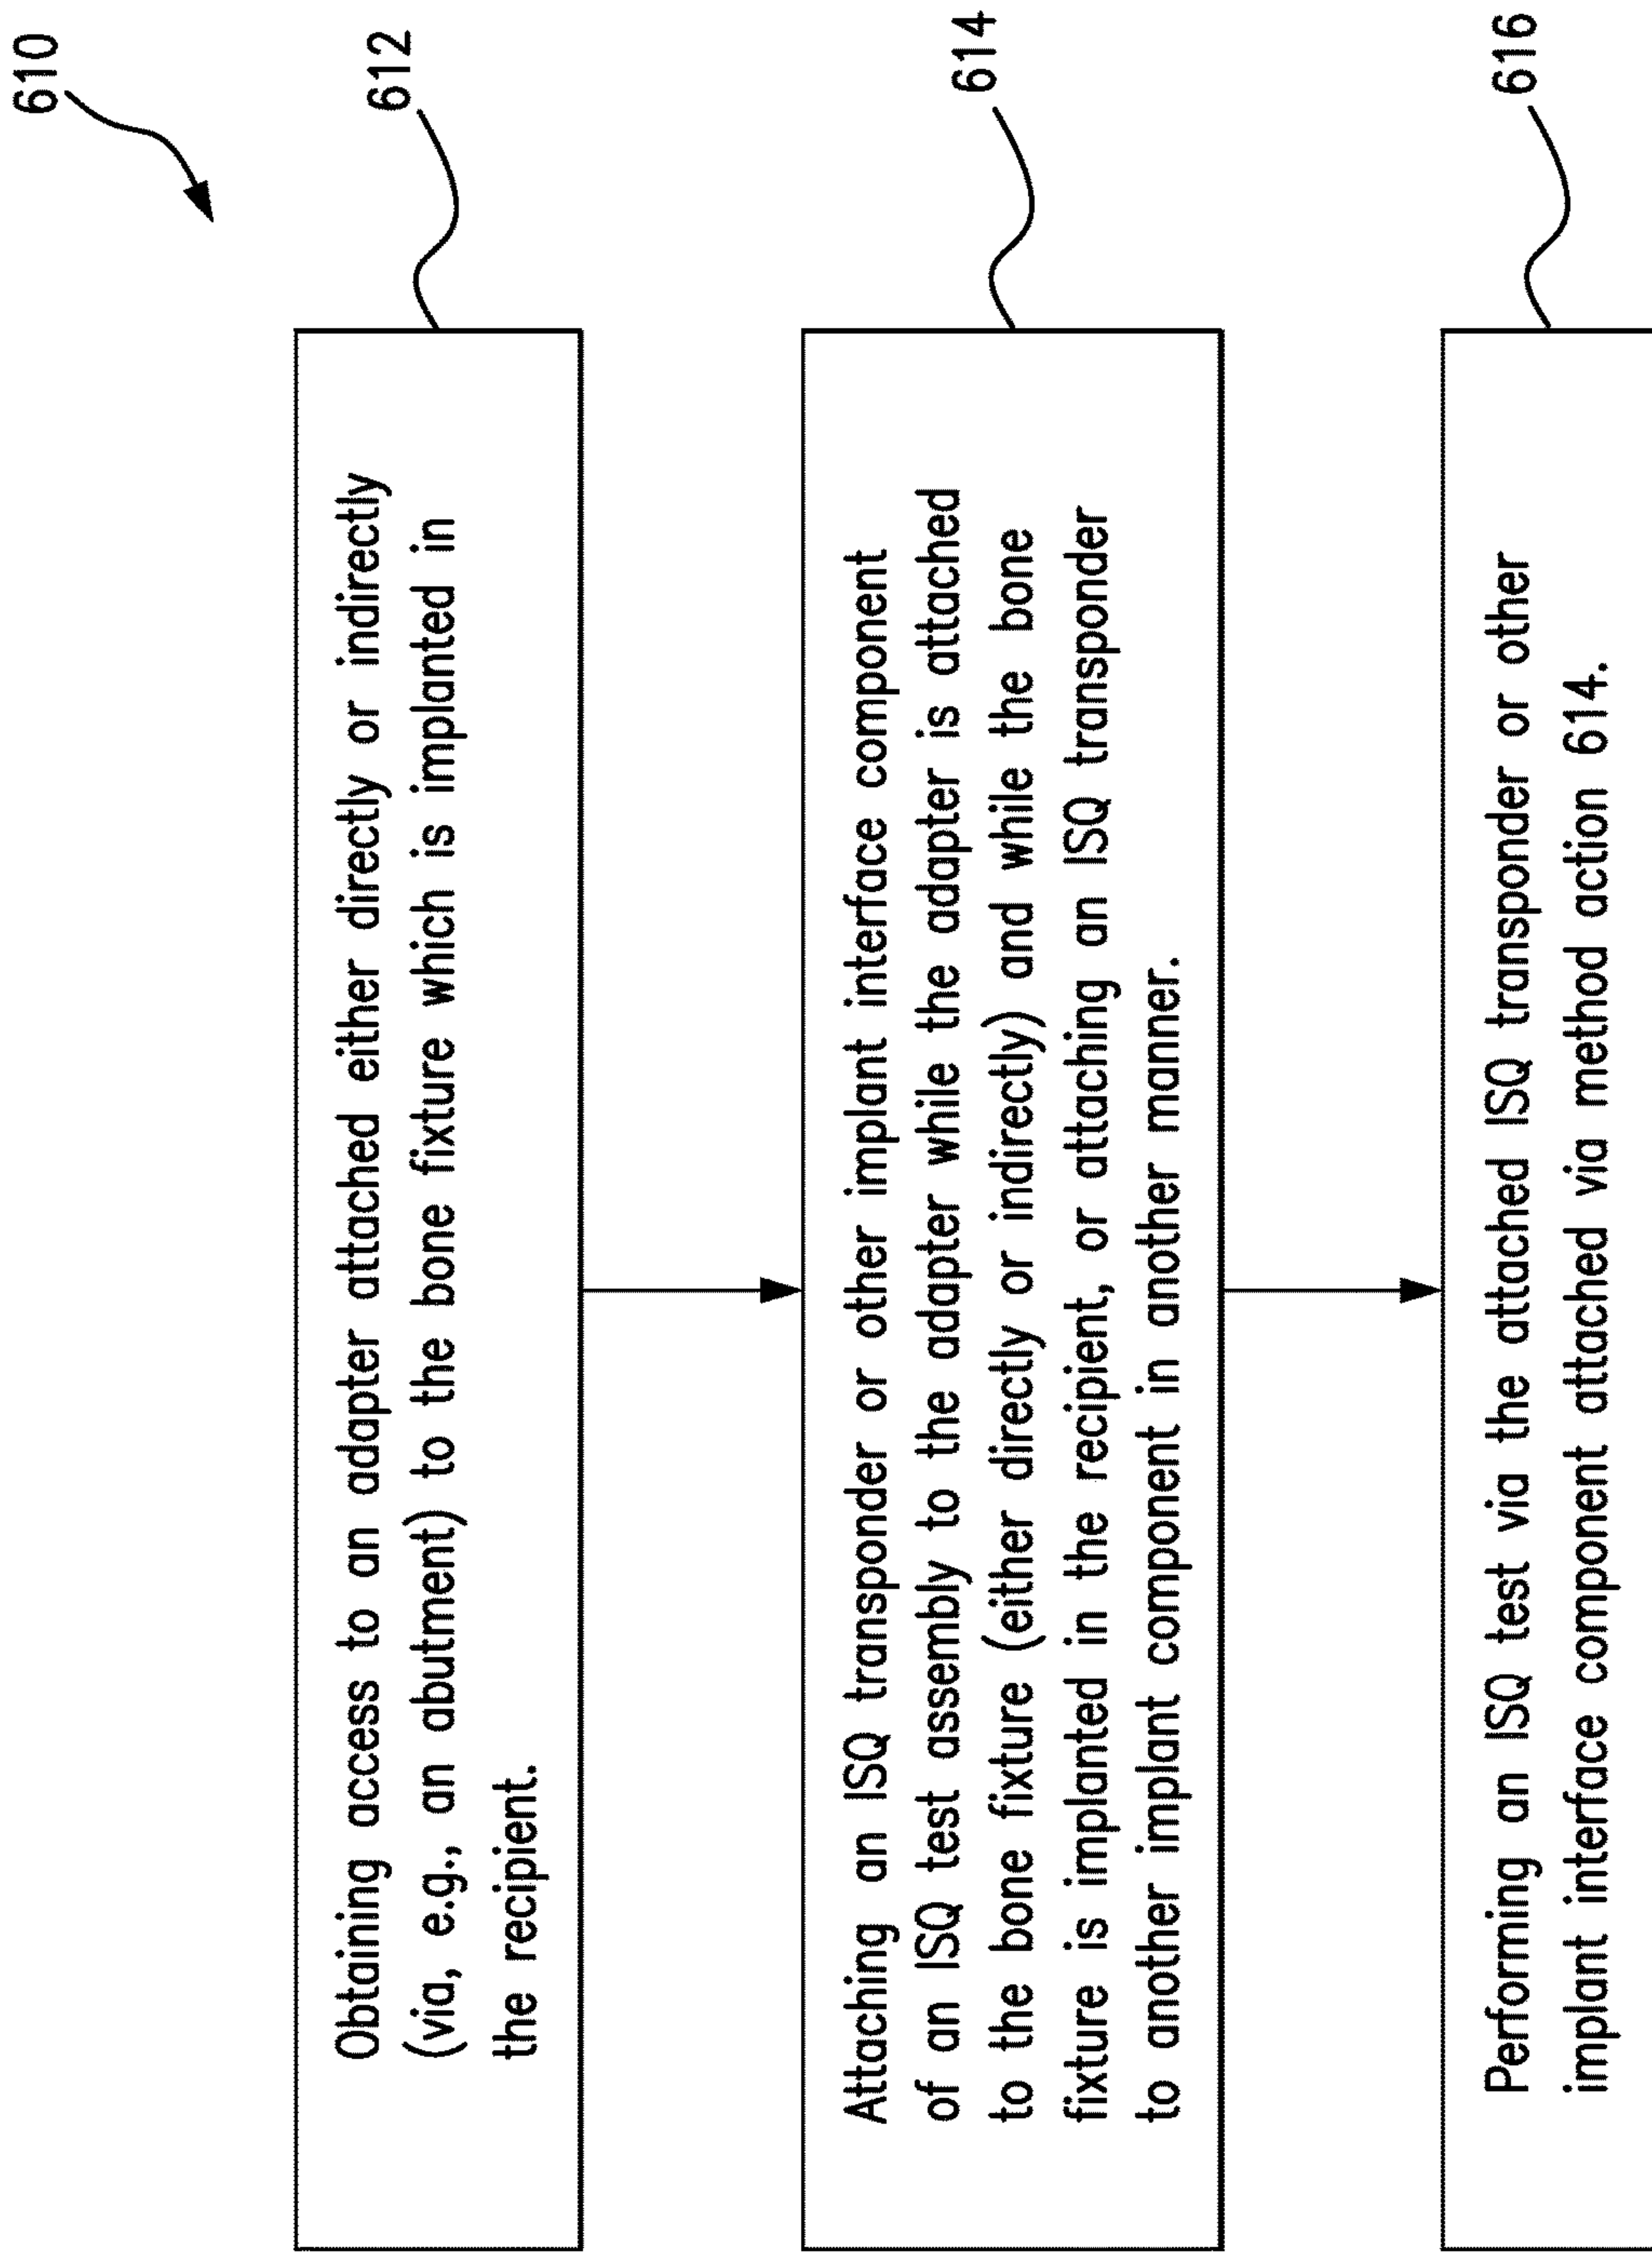 610
612
Obtaining access to an adapter attached either directly or indirectly
(via, e.g., an abutment) to the bone fixture which is implanted in
the recipient.
614
Attaching an ISQ transponder or other implant interface component
of an ISQ test assembly to the adapter while the adapter is attached
to the bone fixture (either directly or indirectly) and while the bone
fixture is implanted in the recipient, or attaching an ISQ transponder
to another implant component in another manner.
616
Performing an ISQ test via the attached ISQ transponder or other
implant interface component attached via method action 614.